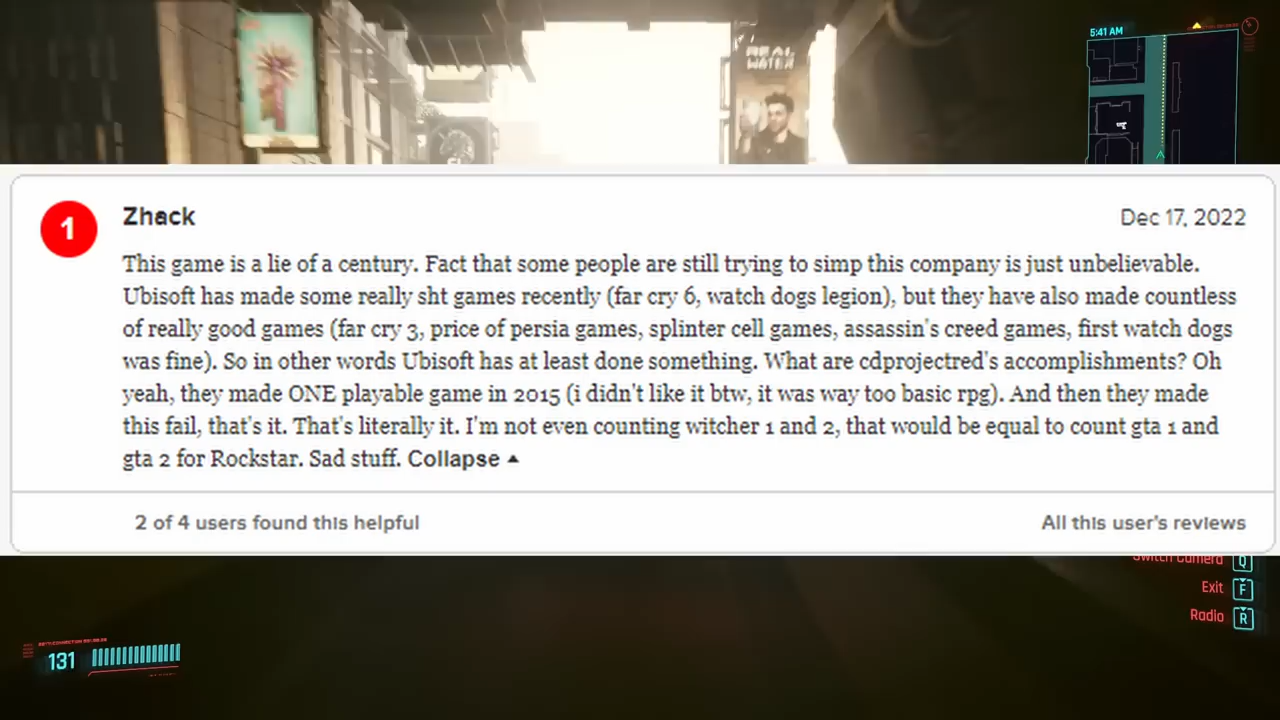 REAL
WATER
5:41 AM
1
Zhack
Dec 17, 2022
This game is a lie of a century. Fact that some people are still trying to simp this company is just unbelievable.
Ubisoft has made some really sht games recently (far cry 6, watch dogs legion), but they have also made countless
of really good games (far cry 3, price of persia games, splinter cell games, assassin's creed games, first watch dogs
was fine). So in other words Ubisoft has at least done something. What are cdprojectred's accomplishments? Oh
yeah, they made ONE playable game in 2015 (i didn't like it btw, it was way too basic rpg). And then they made
this fail, that's it. That's literally it. I'm not even counting witcher 1 and 2, that would be equal to count gta 1 and
gta 2 for Rockstar. Sad stuff. Collapse
2 of 4 users found this helpful
All this user's reviews
Switch Camera Q
Exit F
Radio R
131